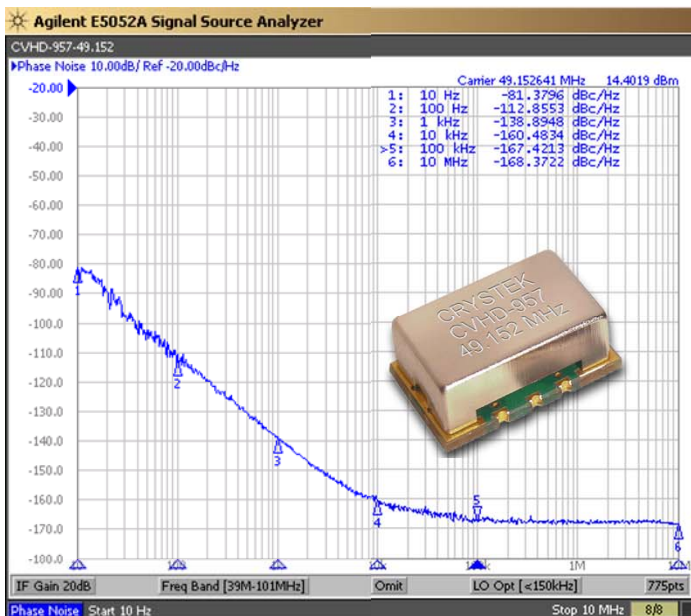 Agilent E5052A Signal Source Analyzer
CVHD-957-49.152
▶Phase Noise 10.00dB/ Ref -20.00dBc/Hz
Carrier 49.152641 MHz 14.4019 dBm
1: 10 Hz -81.3796 dBc/Hz
2: 100 Hz -112.8553 dBc/Hz
3: 1 kHz -138.8948 dBc/Hz
4: 10 kHz -160.4834 dBc/Hz
>5: 100 kHz -167.4213 dBc/Hz
6: 10 MHz -168.3722 dBc/Hz
-20.00
-30.00
-40.00
-50.00
-60.00
-70.00
-80.00
-90.00
-100.0
-110.0
-120.0
-130.0
-140.0
-150.0
-160.0
-170.0
-100.0
1
2
3
4
5
6
CRYSTEK
CVHD-957
49.152 MHz
1M
IF Gain 20dB Freq Band [39M-101MHz] Omit LO Opt [<150kHz] 775pts
Phase Noise Start 10 Hz Stop 10 MHz 8/8